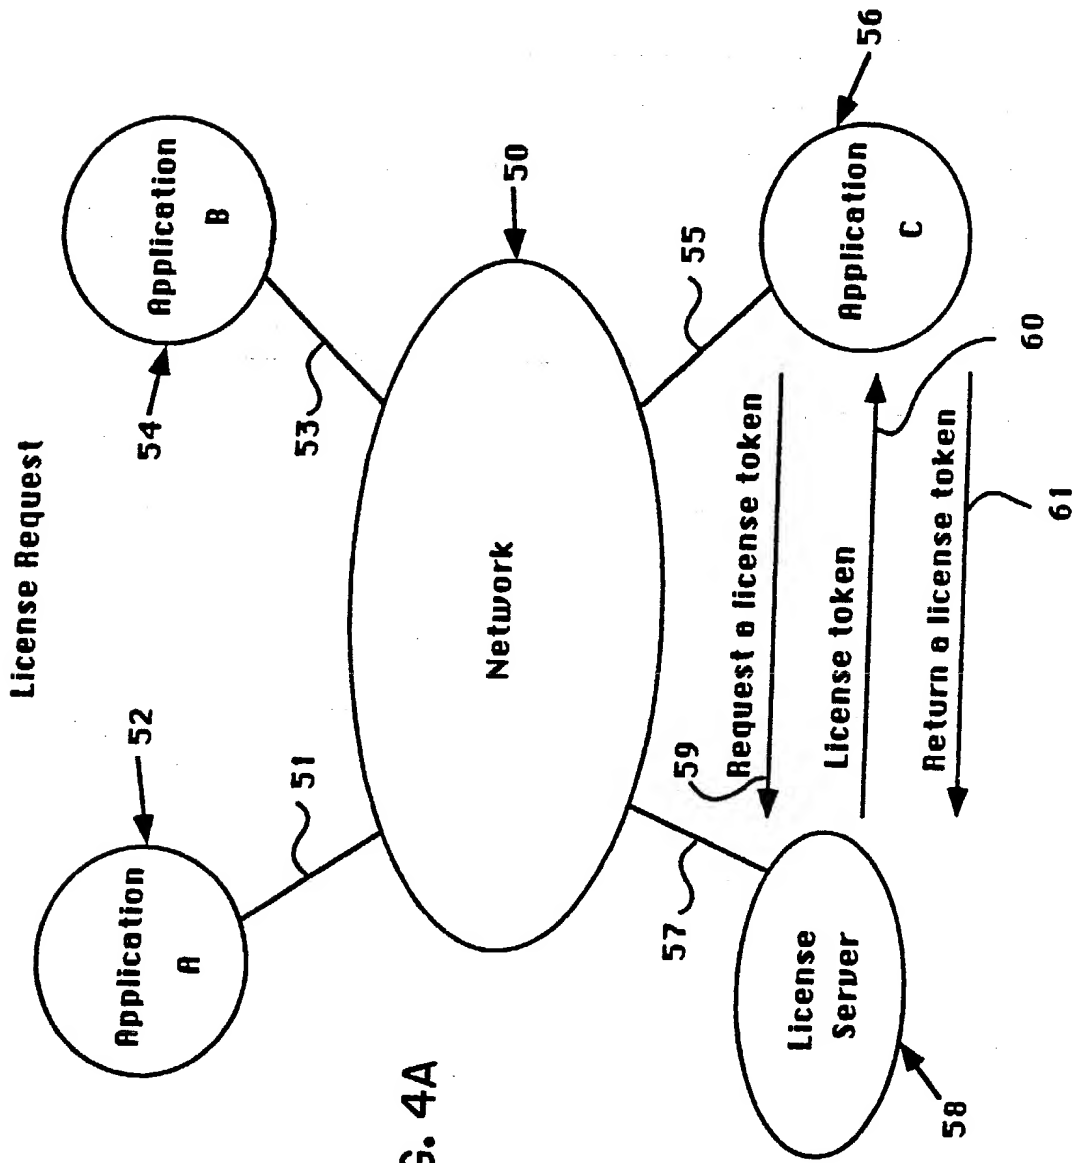 License Request
52
Application
A
51
54
Application
B
53
50
Network
55
56
Application
C
57
58
License
Server
59
Request a license token
License token
60
Return a license token
61
G. 4A